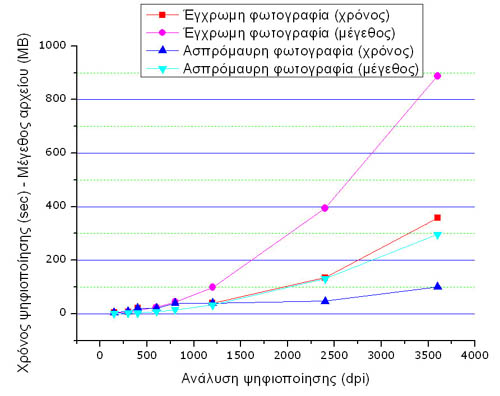 Έγχρωμη φωτογραφία (χρόνος)
Έγχρωμη φωτογραφία (μέγεθος)
Ασπρόμαυρη φωτογραφία (χρόνος)
Ασπρόμαυρη φωτογραφία (μέγεθος)
Χρόνος ψηφιοποίησης (sec) - Μέγεθος αρχείου (MB)
1000
800
600
400
200
0
0 500 1000 1500 2000 2500 3000 3500 4000
Ανάλυση ψηφιοποίησης (dpi)